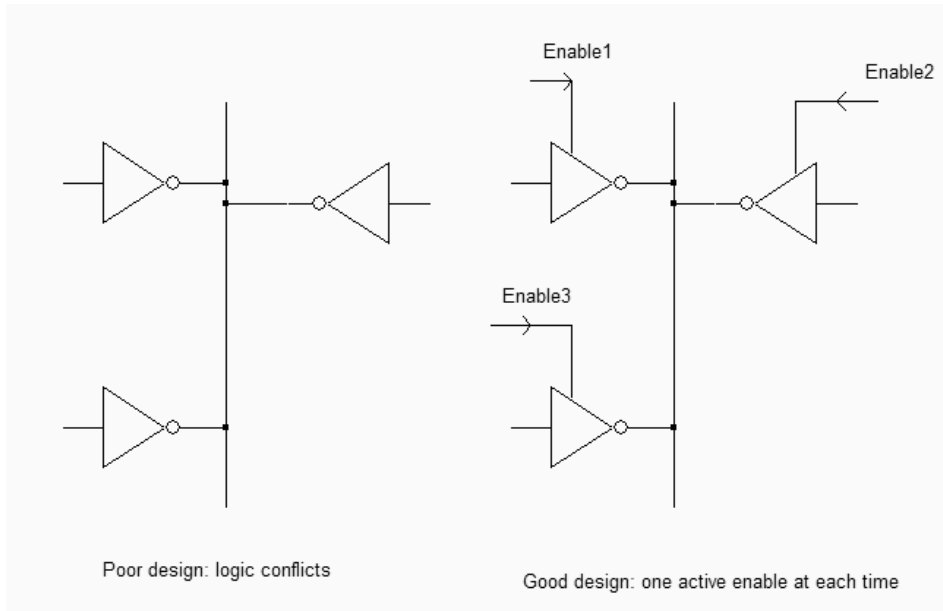 Enable1
Enable2
Enable3
Poor design: logic conflicts
Good design: one active enable at each time